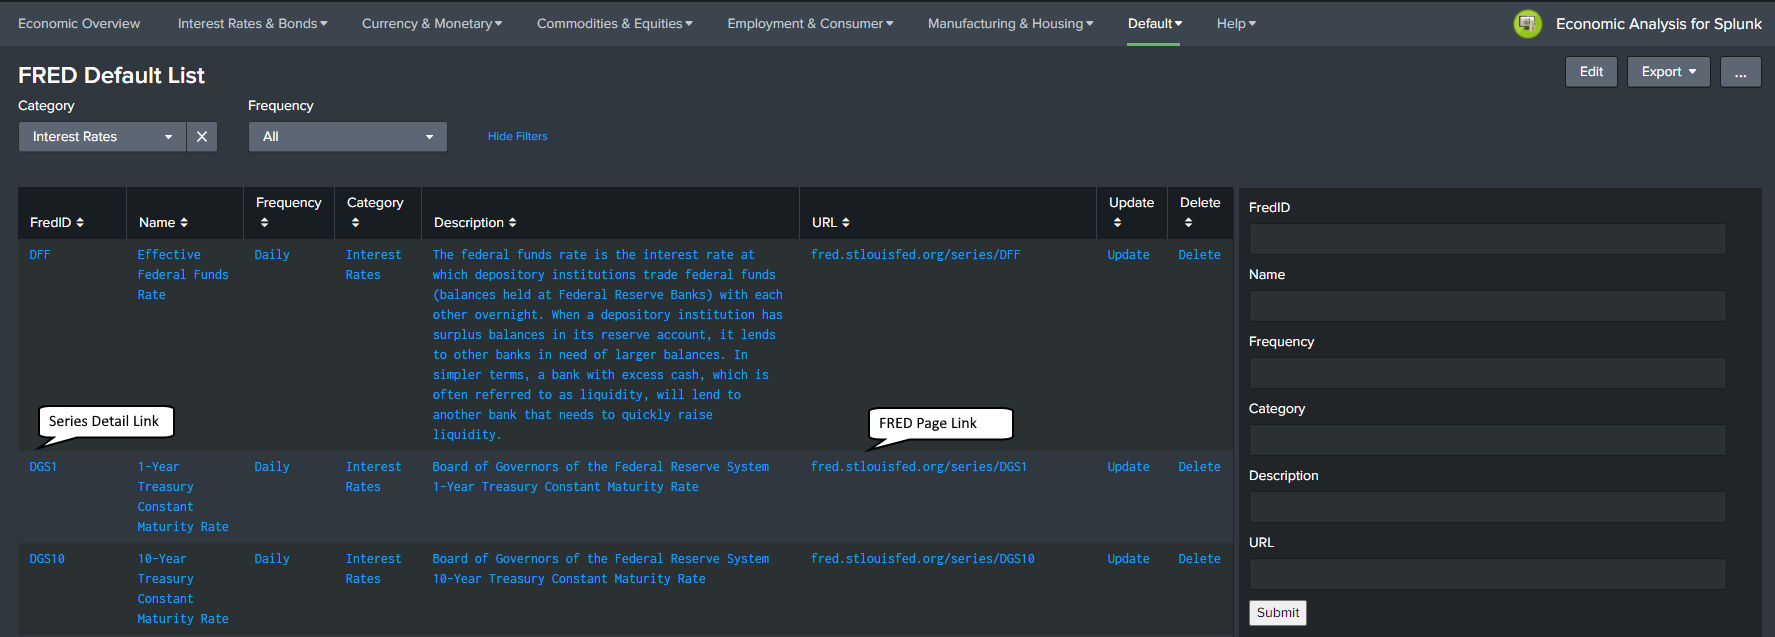 Economic Overview Interest Rates & Bonds Currency & Monetary Commodities & Equities Employment & Consumer Manufacturing & Housing Default Help Economic Analysis for Splunk
FRED Default List
Edit Export ...
Category Frequency
Interest Rates X All Hide Filters
FredID Name Frequency Category Description URL Update Delete
DFF Effective Daily Interest The federal funds rate is the interest rate at fred.stlouisfed.org/series/DFF Update Delete
Federal Funds Rates which depository institutions trade federal funds
Rate (balances held at Federal Reserve Banks) with each
other overnight. When a depository institution has
surplus balances in its reserve account, it lends
to other banks in need of larger balances. In
simpler terms, a bank with excess cash, which is
often referred to as liquidity, will lend to
another bank that needs to quickly raise
liquidity.
Series Detail Link FRED Page Link
DGS1 1-Year Daily Interest Board of Governors of the Federal Reserve System fred.stlouisfed.org/series/DGS1 Update Delete
Treasury Rates 1-Year Treasury Constant Maturity Rate
Constant
Maturity Rate
DGS10 10-Year Daily Interest Board of Governors of the Federal Reserve System fred.stlouisfed.org/series/DGS10 Update Delete
Treasury Rates 10-Year Treasury Constant Maturity Rate
Constant
Maturity Rate
FredID
Name
Frequency
Category
Description
URL
Submit